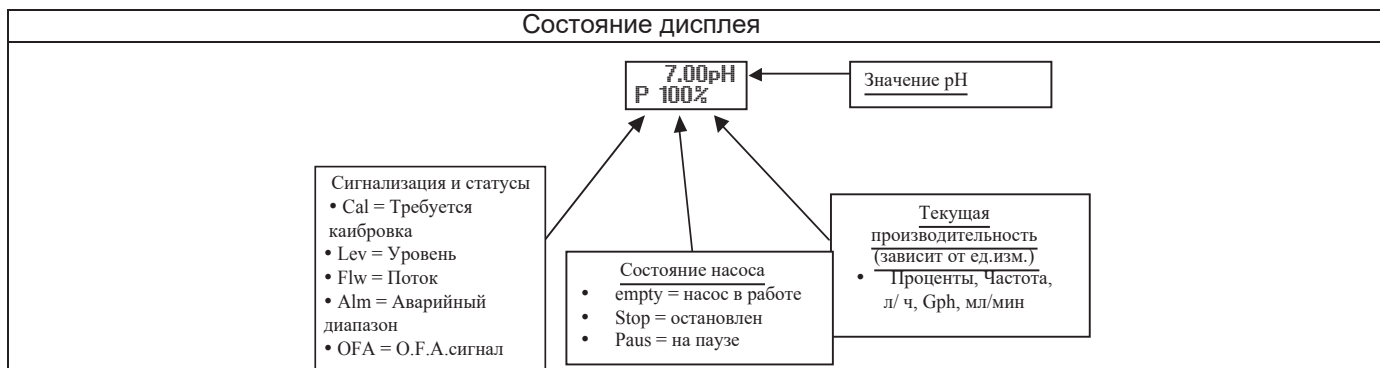 Состояние дисплея
7.00pH
P 100%
Значение pH
Сигнализация и статусы
• Cal = Требуется
каибровка
• Lev = Уровень
• Flw = Поток
• Alm = Аварийный
диапазон
• OFA = O.F.A.сигнал
Состояние насоса
• empty = насос в работе
• Stop = остановлен
• Paus = на паузе
Текущая
производительность
(зависит от ед.изм.)
• Проценты, Частота,
л/ ч, Gph, мл/мин